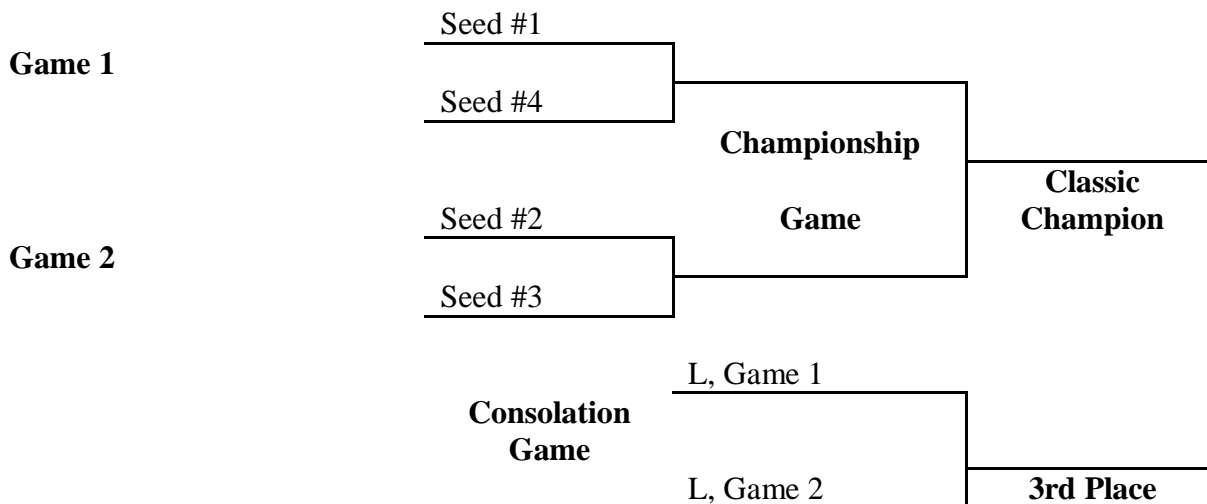 Seed #1
Game 1
Seed #4
Championship
Classic
Seed #2
Game
Champion
Game 2
Seed #3
L, Game 1
Consolation
Game
L, Game 2
3rd Place